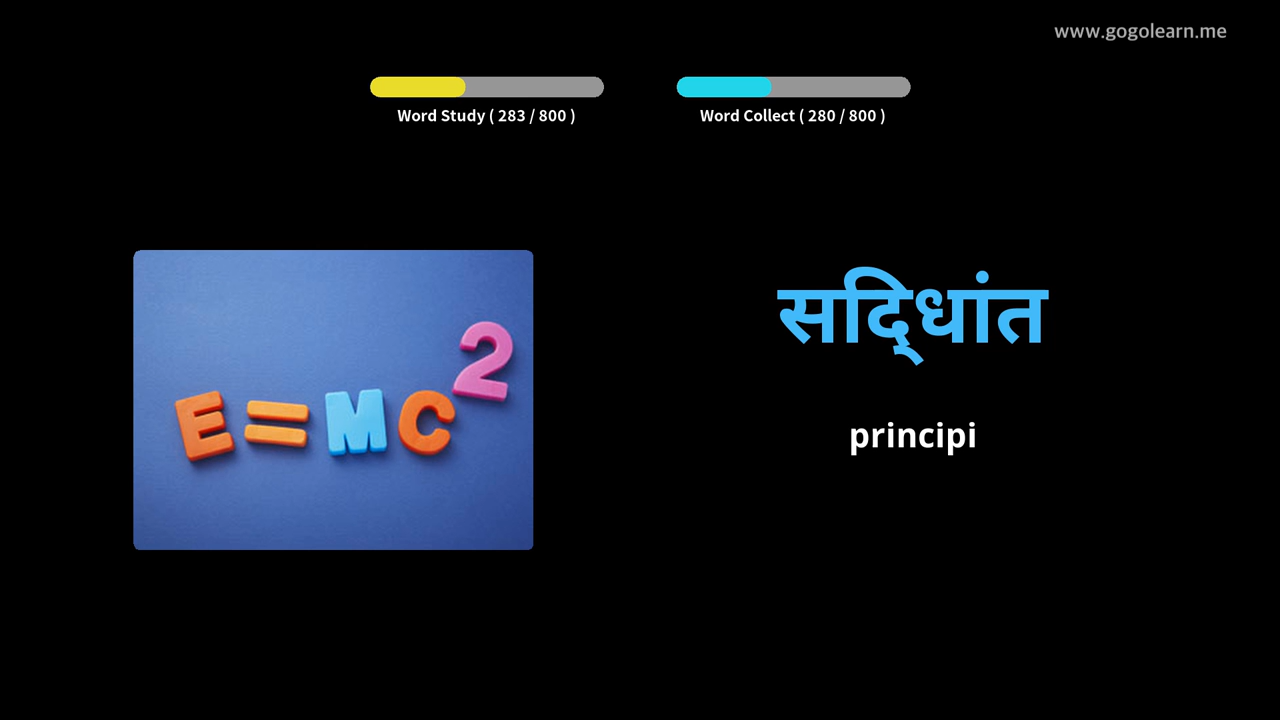 www.gogolearn.me
Word Study ( 283 / 800 )
Word Collect ( 280 / 800 )
E=MC2
सद्धिांत
principi